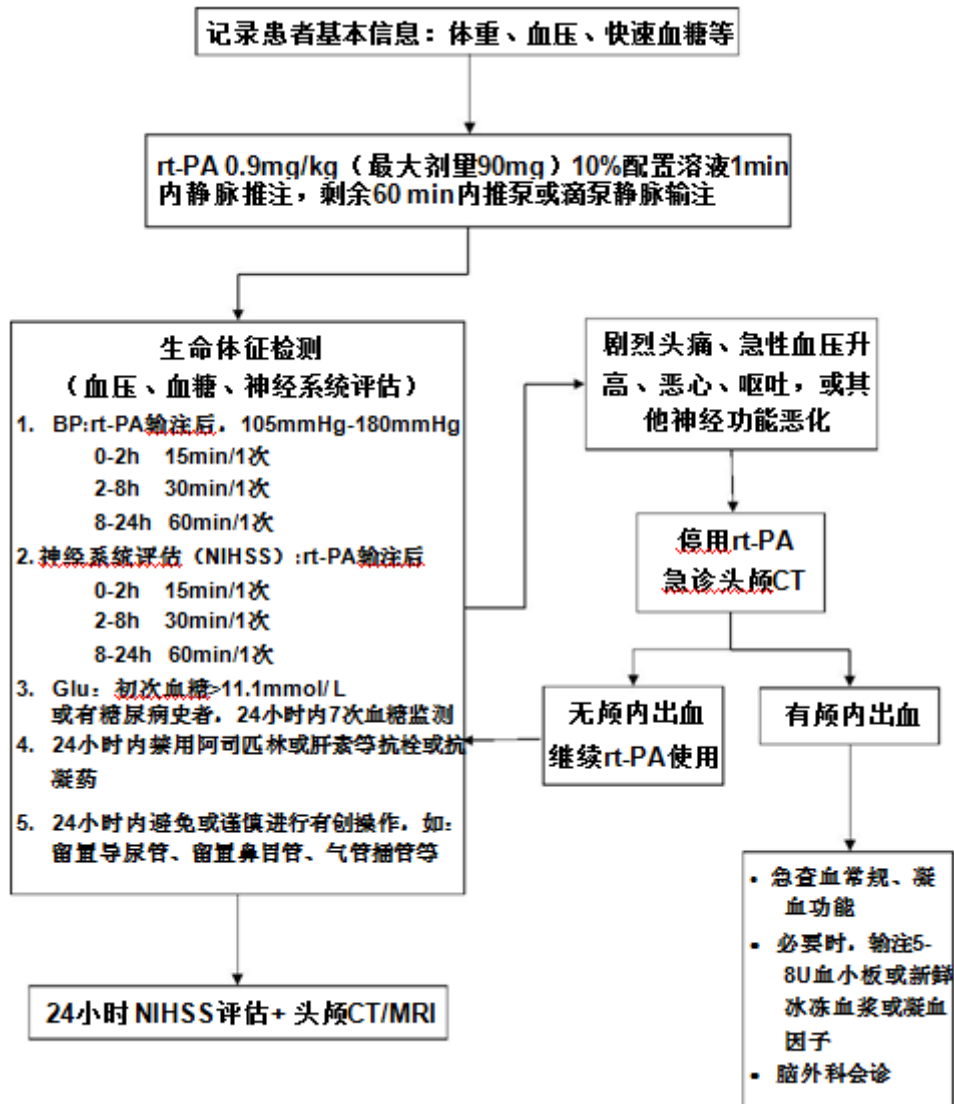 记录患者基本信息：体重、血压、快速血糖等
rt-PA 0.9mg/kg（最大剂量90mg）10%配置溶液1min
内静脉推注，剩余60 min内推泵或滴泵静脉输注
生命体征检测
（血压、血糖、神经系统评估）
1. BP:rt-PA输注后，105mmHg-180mmHg
0-2h 15min/1次
2-8h 30min/1次
8-24h 60min/1次
2. 神经系统评估（NIHSS）:rt-PA输注后
0-2h 15min/1次
2-8h 30min/1次
8-24h 60min/1次
3. Glu：初次血糖>11.1mmol/ L
或有糖尿病史者，24小时内7次血糖监测
4. 24小时内禁用阿司匹林或肝素等抗栓或抗
凝药
5. 24小时内避免或谨慎进行有创操作，如：
留置导尿管、留置鼻胃管、气管插管等
24小时 NIHSS评估+ 头颅CT/MRI
剧烈头痛、急性血压升
高、恶心、呕吐，或其
他神经功能恶化
停用rt-PA
急诊头颅CT
无颅内出血
继续rt-PA使用
有颅内出血
• 急查血常规、凝
血功能
• 必要时，输注5-
8U血小板或新鲜
冰冻血浆或凝血
因子
• 脑外科会诊